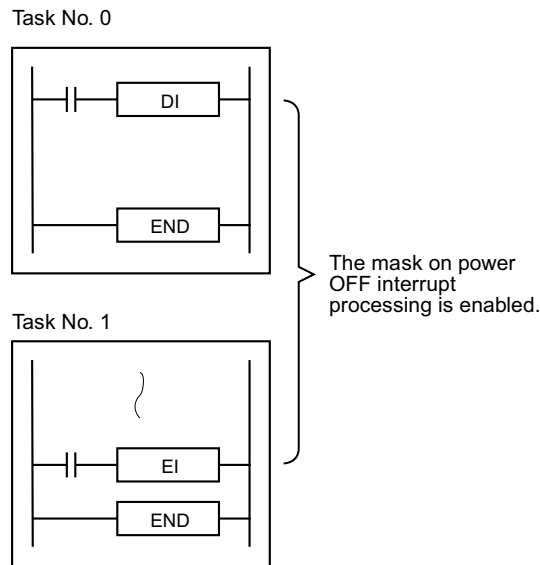 Task No. 0
DI
END
The mask on power
OFF interrupt
processing is enabled.
Task No. 1
EI
END